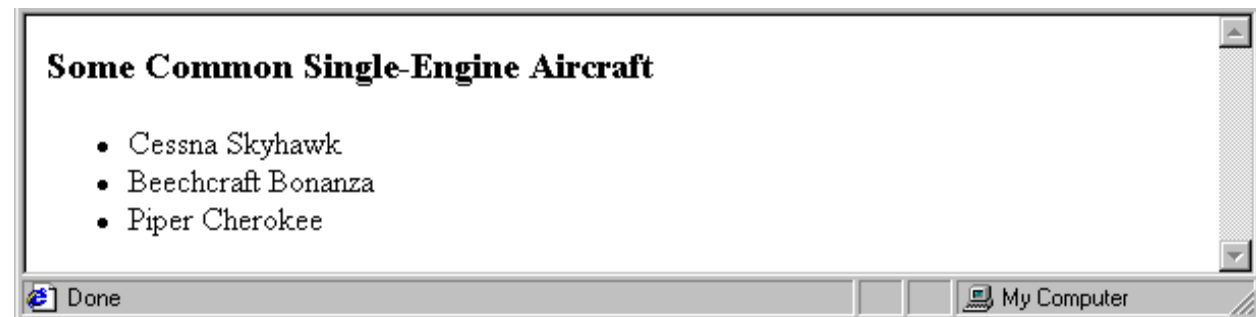 Some Common Single-Engine Aircraft
• Cessna Skyhawk
• Beechcraft Bonanza
• Piper Cherokee
Done My Computer